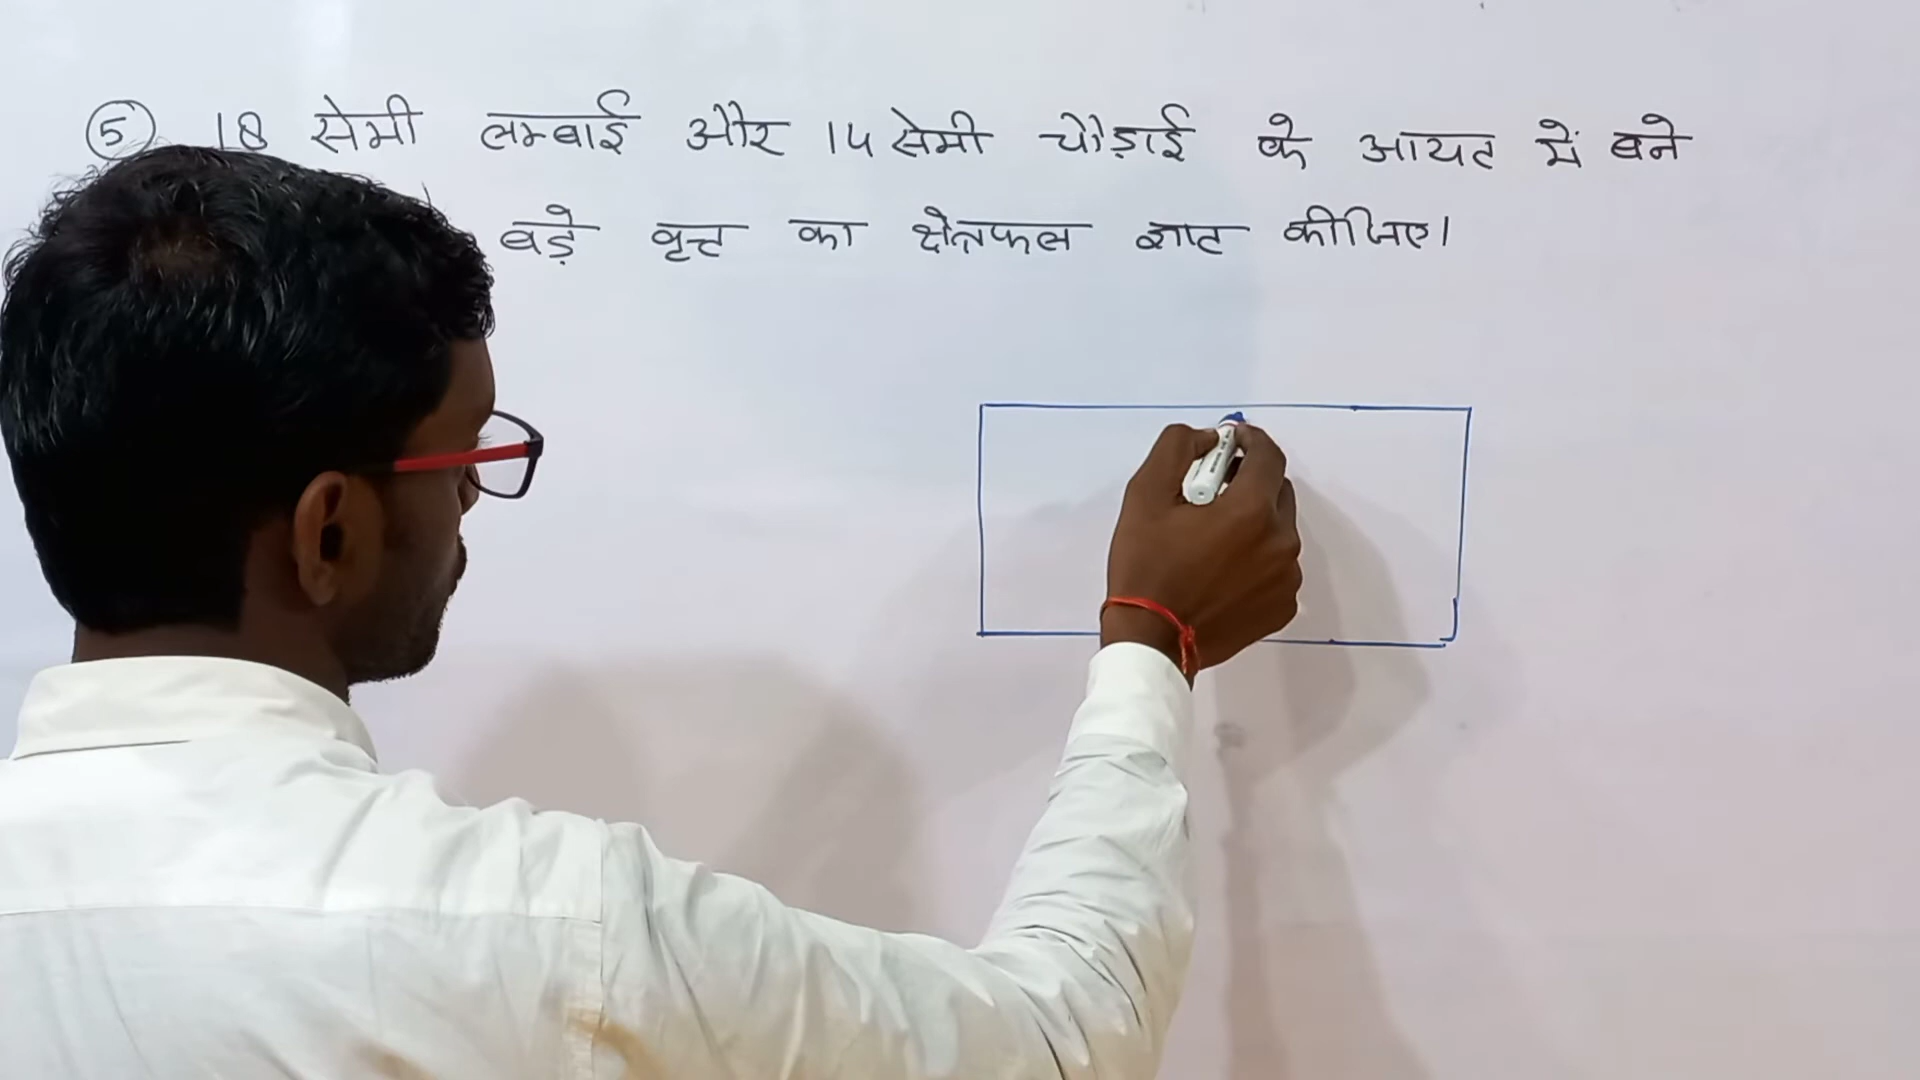 5 18 सेमी लम्बाई और 14 सेमी चौड़ाई के आयत में बने
बड़े वृत्त का क्षेत्रफल ज्ञात कीजिए।